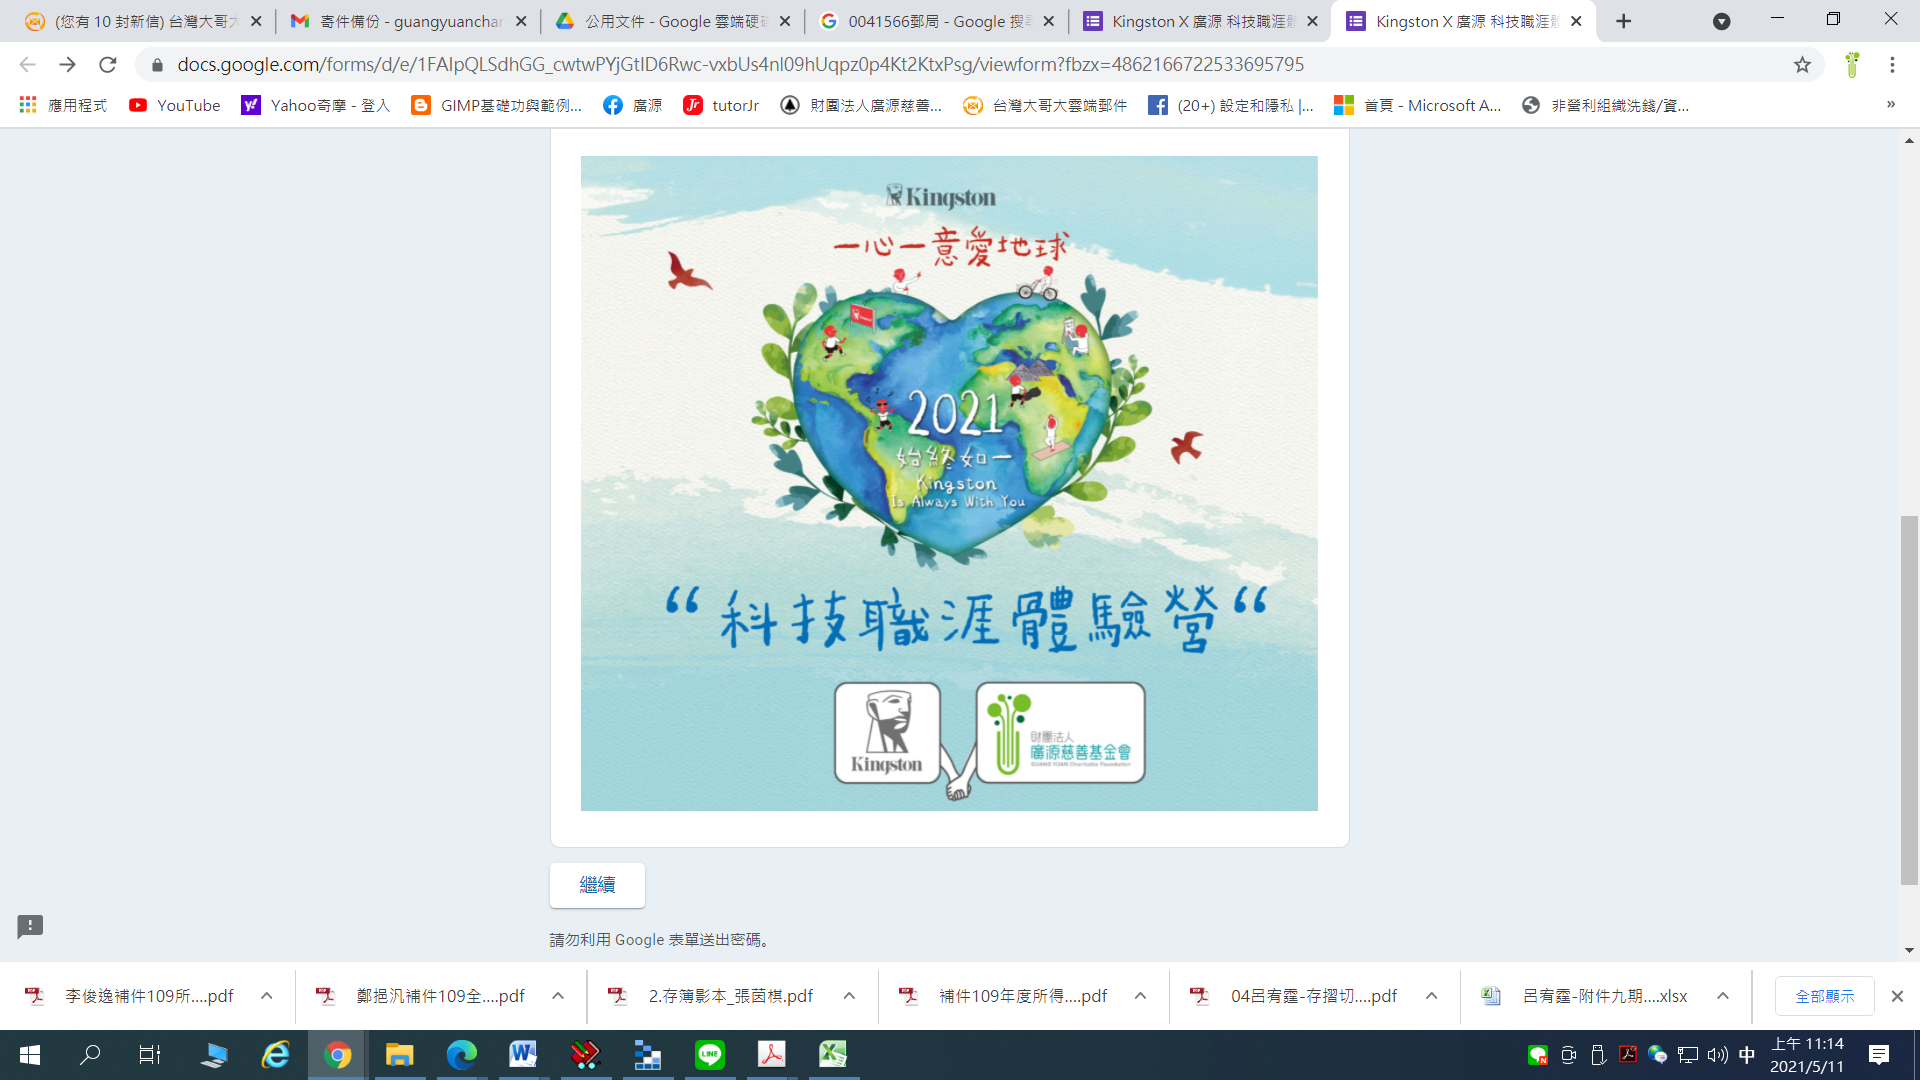 (您有 10 封新信) 台灣大哥大
寄件備份 - guangyuanchar
公用文件 - Google 雲端硬碟
0041566郵局 - Google 搜尋
Kingston X 廣源 科技職涯體
Kingston X 廣源 科技職涯體
docs.google.com/forms/d/e/1FAIpQLSdhGG_cwtwPYjGtID6Rwc-vxbUs4nl09hUqpz0p4Kt2KtxPsg/viewform?fbzx=4862166722533695795
應用程式
YouTube
Yahoo奇摩 - 登入
GIMP基礎功與範例...
廣源
tutorJr
財團法人廣源慈善...
台灣大哥大雲端郵件
(20+) 設定和隱私 |...
首頁 - Microsoft A...
非營利組織洗錢/資...
»
Kingston
一心一意愛地球
2021
始終如一
Kingston
Is Always With You
“科技職涯體驗營“
Kingston
財團法人
廣源慈善基金會
GUANG YUAN Charitable Foundation
繼續
請勿利用 Google 表單送出密碼。
李俊逸補件109所....pdf
鄭挹汎補件109全....pdf
2.存簿影本_張茵棋.pdf
補件109年度所得....pdf
04呂宥霆-存摺切....pdf
呂宥霆-附件九期....xlsx
全部顯示
中
上午 11:14
2021/5/11